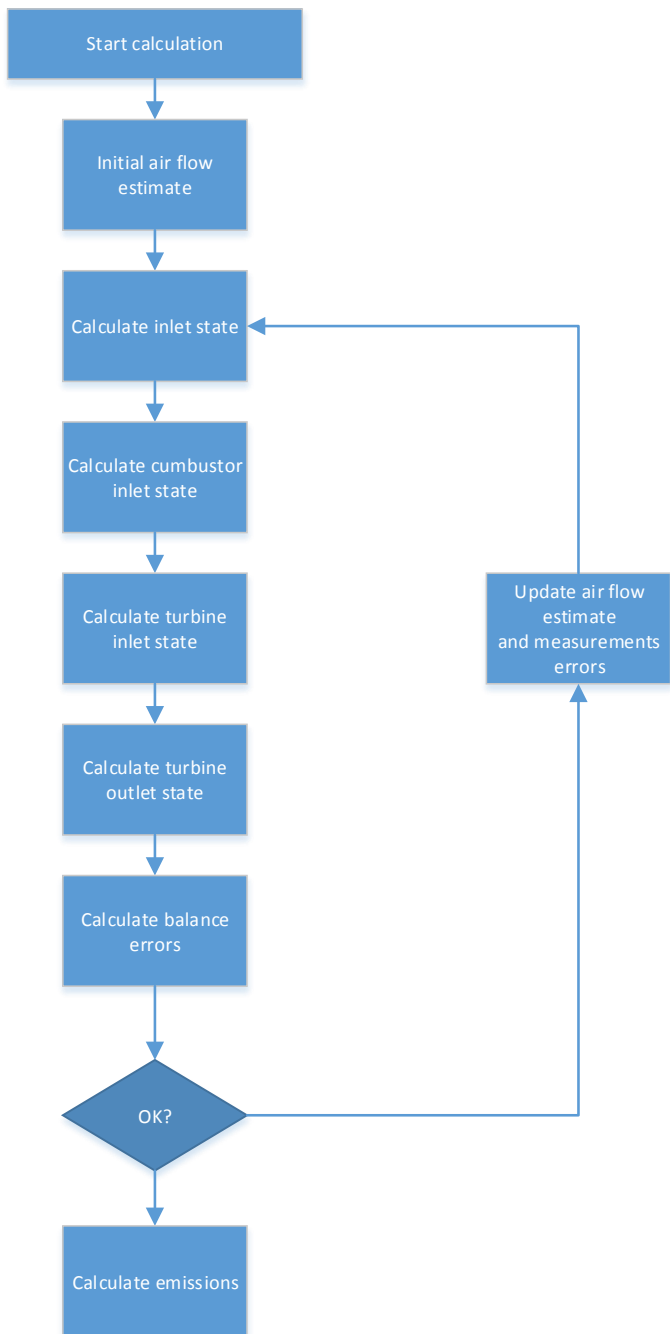 Start calculation
Initial air flow
estimate
Calculate inlet state
Calculate cumbustor
inlet state
Calculate turbine
inlet state
Update air flow
estimate
and measurements
errors
Calculate turbine
outlet state
Calculate balance
errors
OK?
Calculate emissions